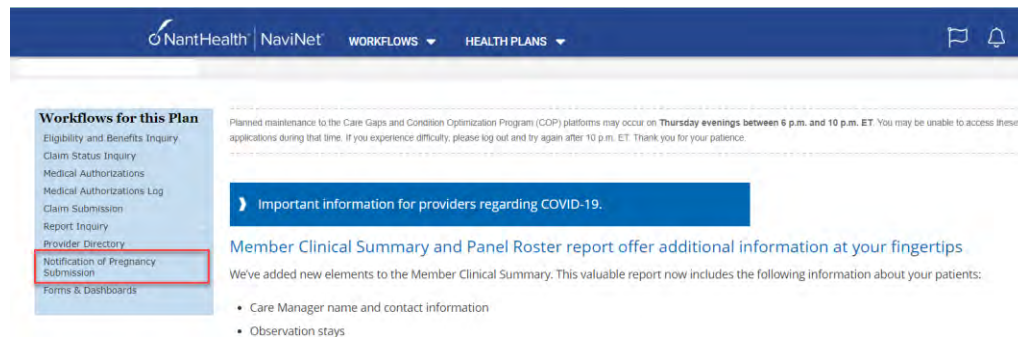 NantHealth® | NaviNet® WORKFLOWS HEALTH PLANS
Workflows for this Plan
Eligibility and Benefits Inquiry
Claim Status Inquiry
Medical Authorizations
Medical Authorizations Log
Claim Submission
Report Inquiry
Provider Directory
Notification of Pregnancy
Submission
Forms & Dashboards
Planned maintenance to the Care Gaps and Condition Optimization Program (COP) platforms may occur on Thursday evenings between 6 p.m. and 10 p.m. ET. You may be unable to access these
applications during that time. If you experience difficulty, please log out and try again after 10 p.m. ET. Thank you for your patience.
Important information for providers regarding COVID-19.
Member Clinical Summary and Panel Roster report offer additional information at your fingertips
We've added new elements to the Member Clinical Summary. This valuable report now includes the following information about your patients:
• Care Manager name and contact information
• Observation stays